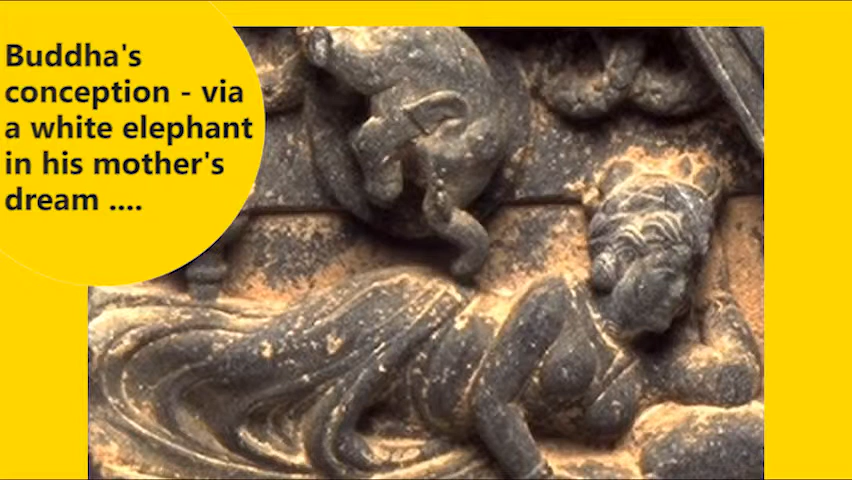 Buddha's
conception - via
a white elephant
in his mother's
dream ....